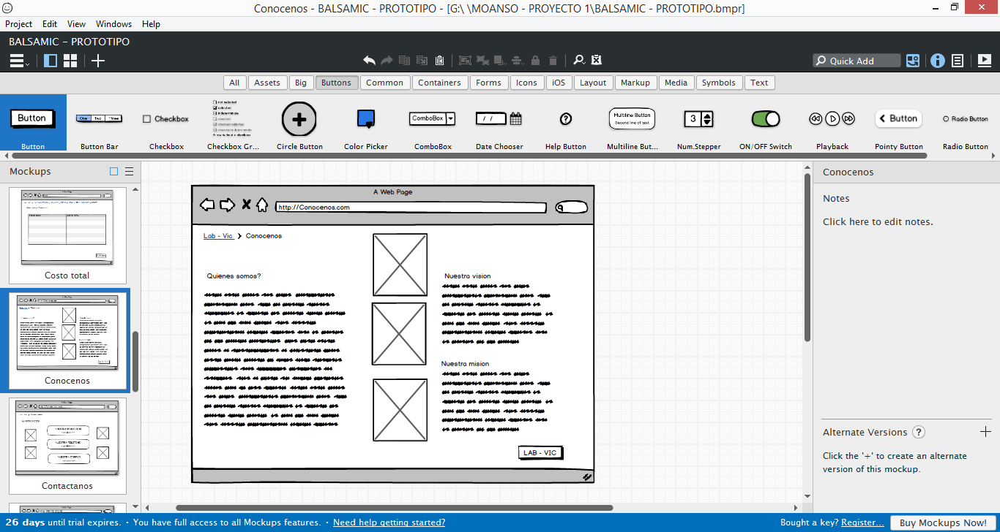 Conocenos - BALSAMIC - PROTOTIPO - [G:\ \MOANSO - PROYECTO 1\BALSAMIC - PROTOTIPO.bmpr]
Project Edit View Windows Help
BALSAMIC - PROTOTIPO
Quick Add
All Assets Big Buttons Common Containers Forms Icons iOS Layout Markup Media Symbols Text
Button
One Two Three
Checkbox
not selected
selected
indeterminate
disabled
disabled selected
disabled indeterminate
A row without a checkbox
ComboBox
/ /
Multiline Button
Second line of text
3
Button
Radio Button
Button Button Bar Checkbox Checkbox Gr... Circle Button Color Picker ComboBox Date Chooser Help Button Multiline But... Num.Stepper ON/OFF Switch Playback Pointy Button Radio Button
Mockups
Costo total
Conocenos
Contactanos
A Web Page
http://Conocenos.com
Lab - Vic > Conocenos
Quienes somos?
Nuestra vision
Nuestra mision
LAB - VIC
Conocenos
Notes
Click here to edit notes.
Alternate Versions ?
Click the '+' to create an alternate
version of this mockup.
26 days until trial expires. · You have full access to all Mockups features. · Need help getting started?
Bought a key? Register... Buy Mockups Now!